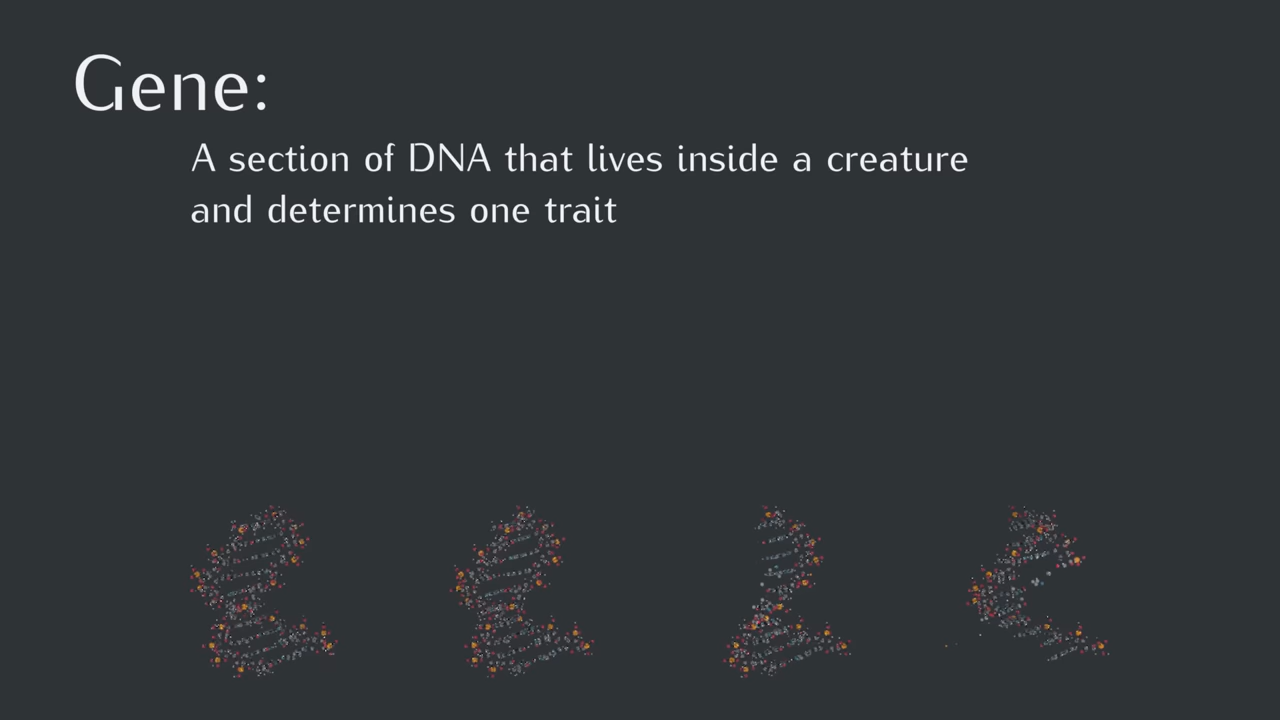 Gene:
A section of DNA that lives inside a creature
and determines one trait